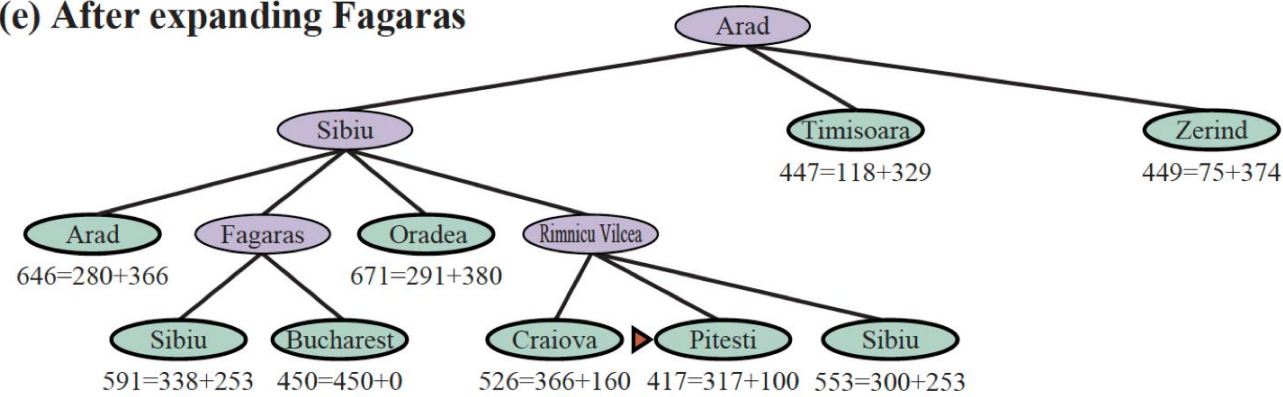 (e) After expanding Fagaras
Arad
Sibiu
Timisoara
Zerind
447=118+329
449=75+374
Arad
Fagaras
Oradea
Rimnicu Vilcea
646=280+366
671=291+380
Sibiu
Bucharest
Craiova
Pitesti
Sibiu
591=338+253
450=450+0
526=366+160
417=317+100
553=300+253